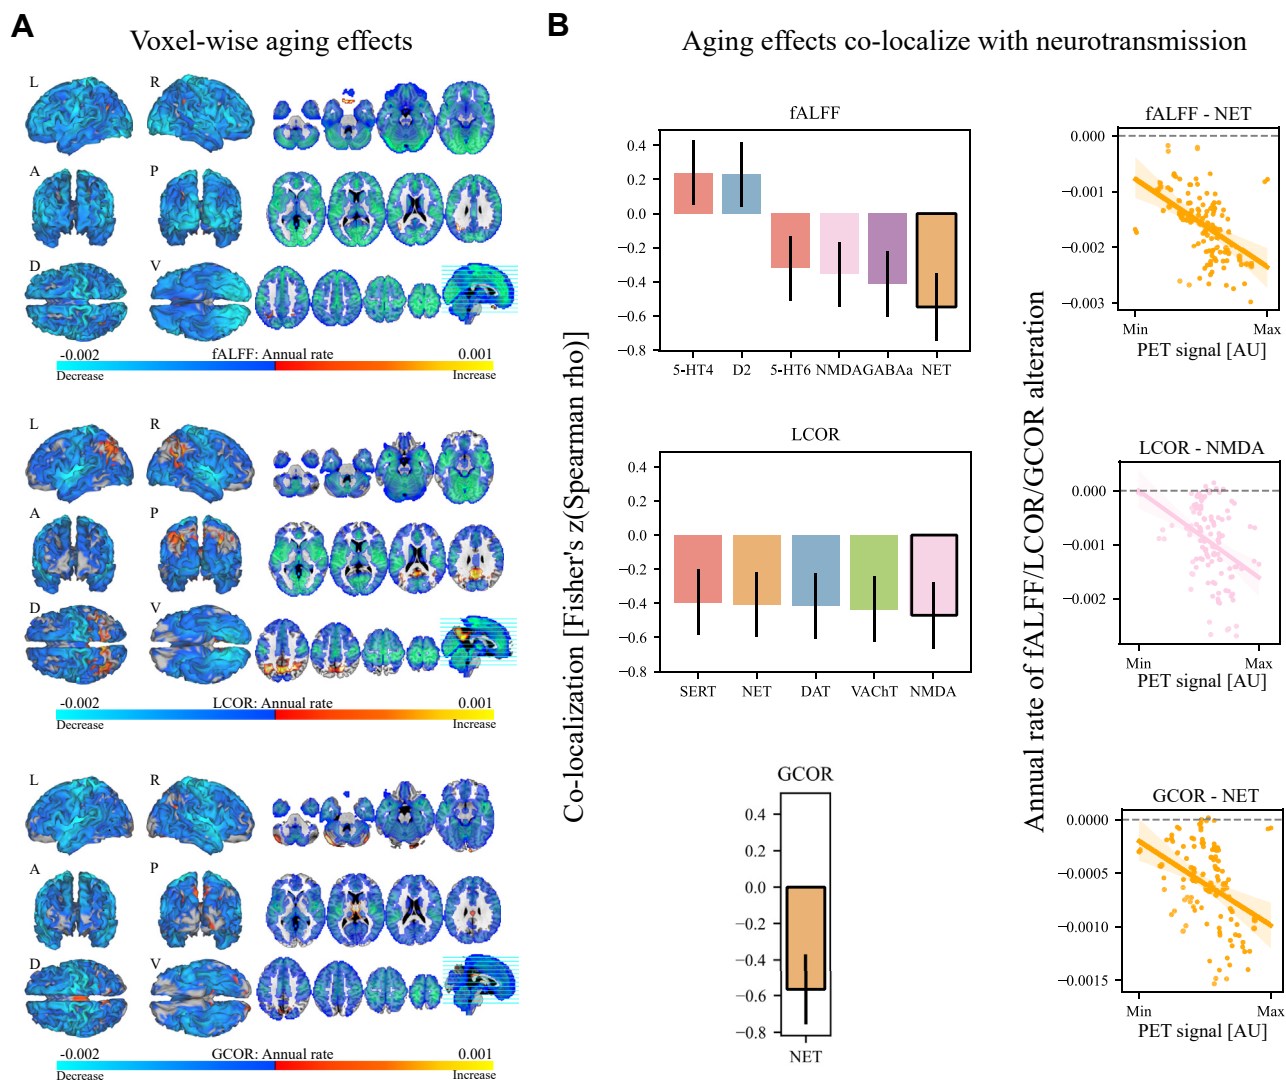 A
Voxel-wise aging effects
L
R
A
P
D
V
-0.002
fALFF: Annual rate
0.001
Decrease
Increase
L
R
A
P
D
V
-0.002
LCOR: Annual rate
0.001
Decrease
Increase
L
R
A
P
D
V
-0.002
GCOR: Annual rate
0.001
Decrease
Increase
B
Aging effects co-localize with neurotransmission
Co-localization [Fisher's z(Spearman rho)]
fALFF
0.4
0.2
0.0
−0.2
−0.4
−0.6
−0.8
5-HT4 D2 5-HT6 NMDA GABAa NET
LCOR
0.4
0.2
0.0
−0.2
−0.4
−0.6
−0.8
SERT NET DAT VAChT NMDA
GCOR
0.4
0.2
0.0
−0.2
−0.4
−0.6
−0.8
NET
Annual rate of fALFF/LCOR/GCOR alteration
fALFF - NET
0.000
−0.001
−0.002
−0.003
Min Max
PET signal [AU]
LCOR - NMDA
0.000
−0.001
−0.002
Min Max
PET signal [AU]
GCOR - NET
0.0000
−0.0005
−0.0010
−0.0015
Min Max
PET signal [AU]